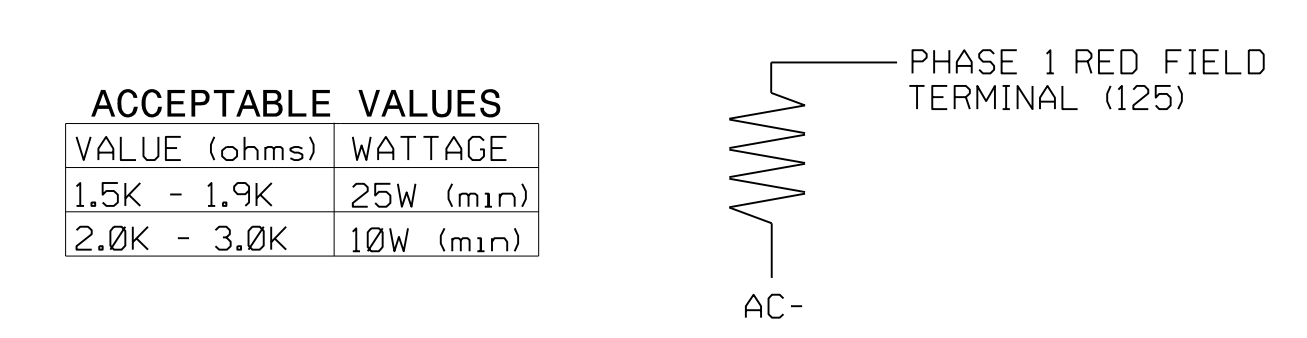 ACCEPTABLE VALUES
VALUE (ohms) WATTAGE
1.5K - 1.9K 25W (min)
2.0K - 3.0K 10W (min)
PHASE 1 RED FIELD
TERMINAL (125)
AC-